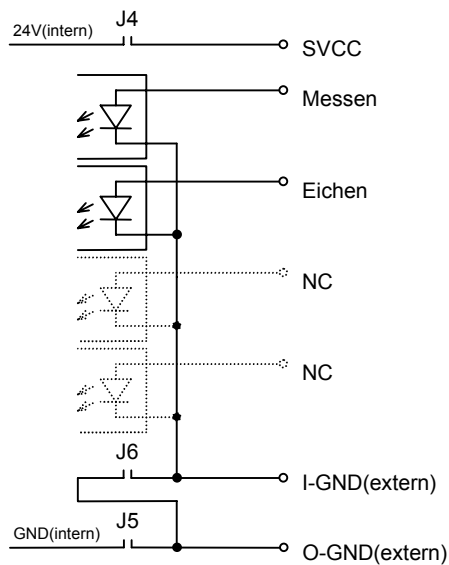 J4
24V(intern)
SVCC
Messen
Eichen
NC
NC
J6
I-GND(extern)
J5
GND(intern)
O-GND(extern)